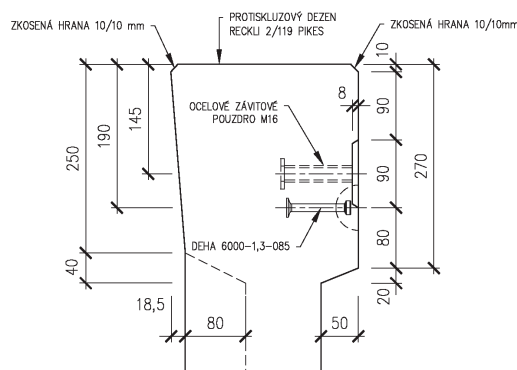 PROTISKLUZOVÝ DEZEN
RECKLI 2/119 PIKES
ZKOSENÁ HRANA 10/10 mm
ZKOSENÁ HRANA 10/10mm
10
8
90
145
190
250
OCELOVÉ ZÁVITOVÉ
POUZDRO M16
90
270
DEHA 6000-1,3-085
80
40
20
18,5
80
50